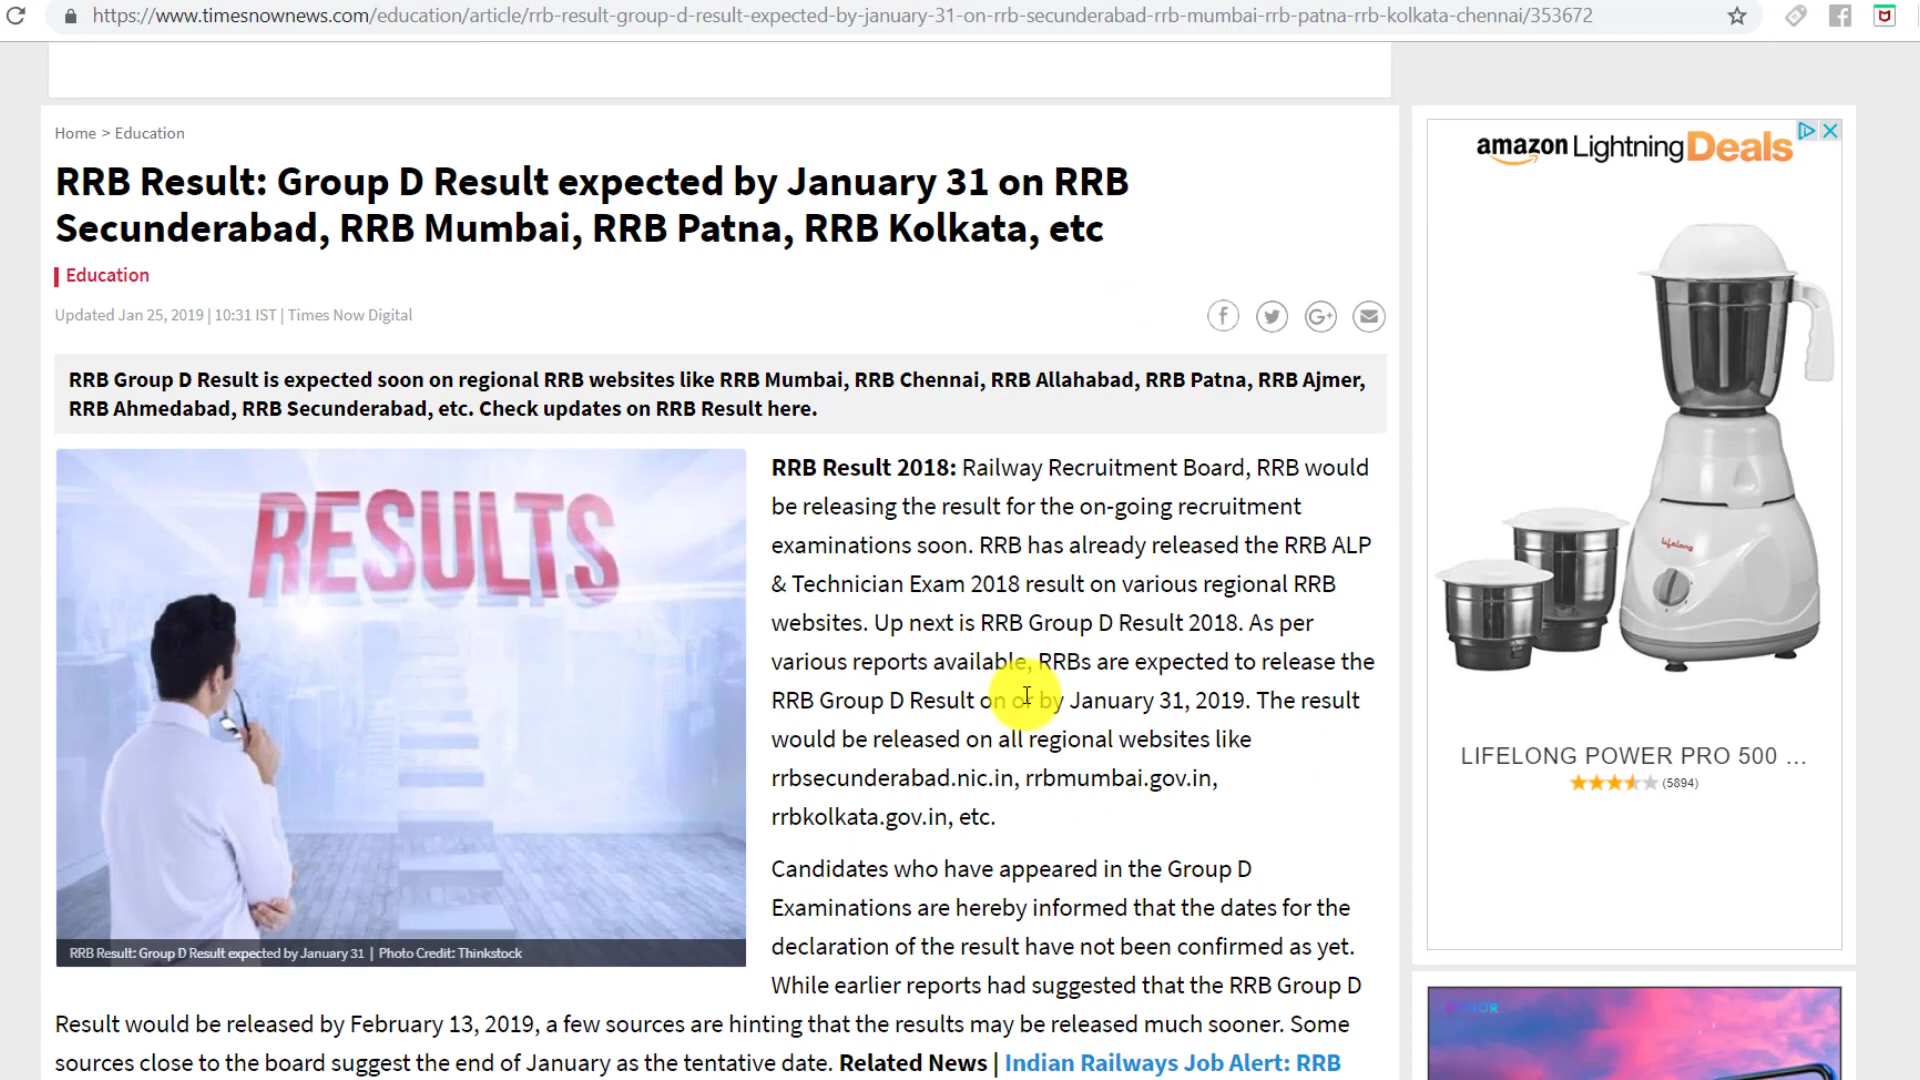 https://www.timesnownews.com/education/article/rrb-result-group-d-result-expected-by-january-31-on-rrb-secunderabad-rrb-mumbai-rrb-patna-rrb-kolkata-chennai/353672
Home > Education
RRB Result: Group D Result expected by January 31 on RRB
Secunderabad, RRB Mumbai, RRB Patna, RRB Kolkata, etc
Education
Updated Jan 25, 2019 | 10:31 IST | Times Now Digital
RRB Group D Result is expected soon on regional RRB websites like RRB Mumbai, RRB Chennai, RRB Allahabad, RRB Patna, RRB Ajmer,
RRB Ahmedabad, RRB Secunderabad, etc. Check updates on RRB Result here.
RESULTS
RRB Result: Group D Result expected by January 31 | Photo Credit: Thinkstock
RRB Result 2018: Railway Recruitment Board, RRB would
be releasing the result for the on-going recruitment
examinations soon. RRB has already released the RRB ALP
& Technician Exam 2018 result on various regional RRB
websites. Up next is RRB Group D Result 2018. As per
various reports available, RRBs are expected to release the
RRB Group D Result on or by January 31, 2019. The result
would be released on all regional websites like
rrbsecunderabad.nic.in, rrbmumbai.gov.in,
rrbkolkata.gov.in, etc.
Candidates who have appeared in the Group D
Examinations are hereby informed that the dates for the
declaration of the result have not been confirmed as yet.
While earlier reports had suggested that the RRB Group D
Result would be released by February 13, 2019, a few sources are hinting that the results may be released much sooner. Some
sources close to the board suggest the end of January as the tentative date. Related News | Indian Railways Job Alert: RRB
amazon Lightning Deals
Lifelong
LIFELONG POWER PRO 500 ...
(5894)
HONOR